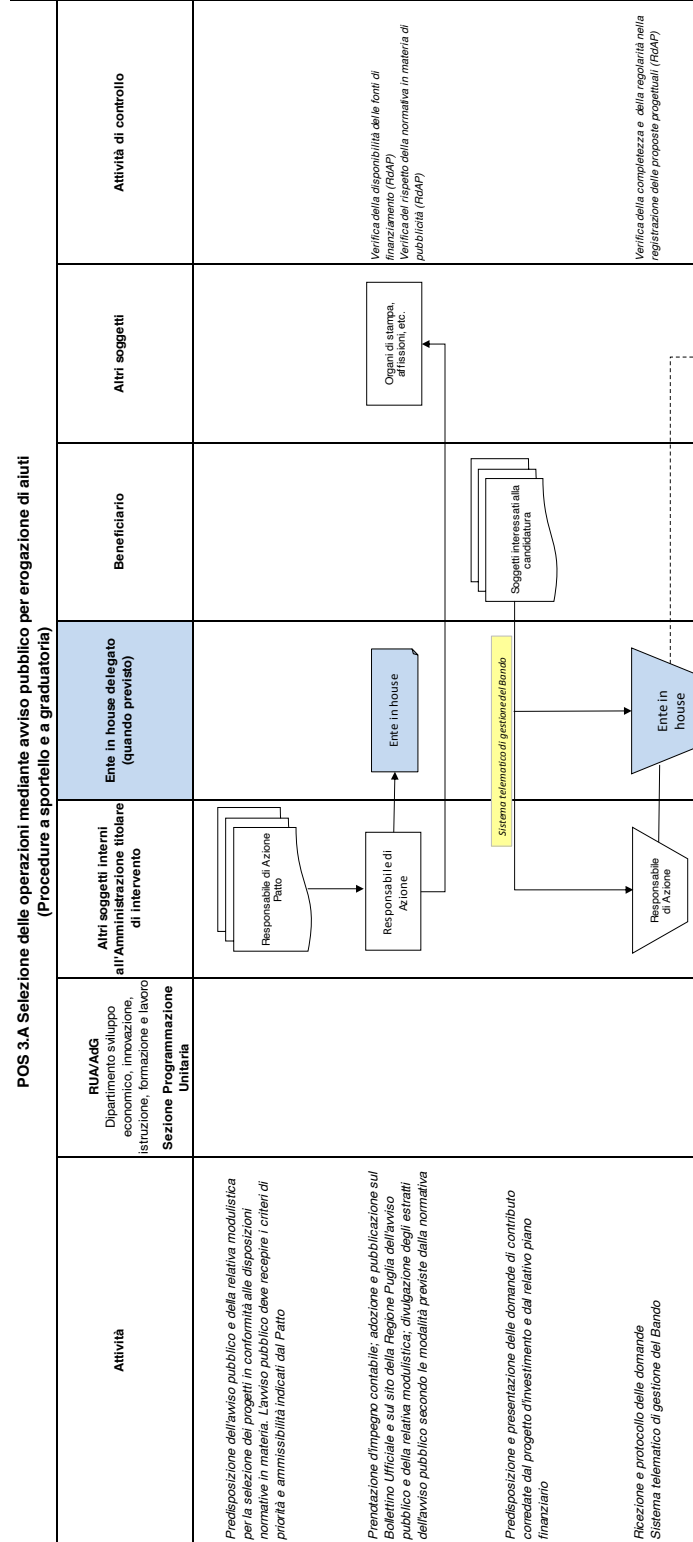 POS 3.A Selezione delle operazioni mediante avviso pubblico per erogazione di aiuti
(Procedure a sportello e a graduatoria)
Attività
RUA/AdG
Dipartimento sviluppo
economico, innovazione,
istruzione, formazione e lavoro
Sezione Programmazione
Unitaria
Altri soggetti interni
all'Amministrazione titolare
di intervento
Ente in house delegato
(quando previsto)
Beneficiario
Altri soggetti
Attività di controllo
Predisposizione dell'avviso pubblico e della relativa modulistica
per la selezione dei progetti in conformità alle disposizioni
normative in materia. L'avviso pubblico deve recepire i criteri di
priorità e ammissibilità indicati dal Patto
Responsabile di Azione
Patto
Prenotazione d'impegno contabile; adozione e pubblicazione sul
Bollettino Ufficiale e sul sito della Regione Puglia dell'avviso
pubblico e della relativa modulistica; divulgazione degli estratti
dell'avviso pubblico secondo le modalità previste dalla normativa
Responsabile di
Azione
Ente in house
Organi di stampa,
affissioni, etc.
Verifica della disponibilità delle fonti di
finanziamento (RdAP)
Verifica del rispetto della normativa in materia di
pubblicità (RdAP)
Predisposizione e presentazione delle domande di contributo
corredate dal progetto d'investimento e dal relativo piano
finanziario
Sistema telematico di gestione del Bando
Soggetti interessati alla
candidatura
Ricezione e protocollo delle domande
Sistema telematico di gestione del Bando
Responsabile
di Azione
Ente in
house
Verifica della completezza e della regolarità nella
registrazione delle proposte progettuali (RdAP)